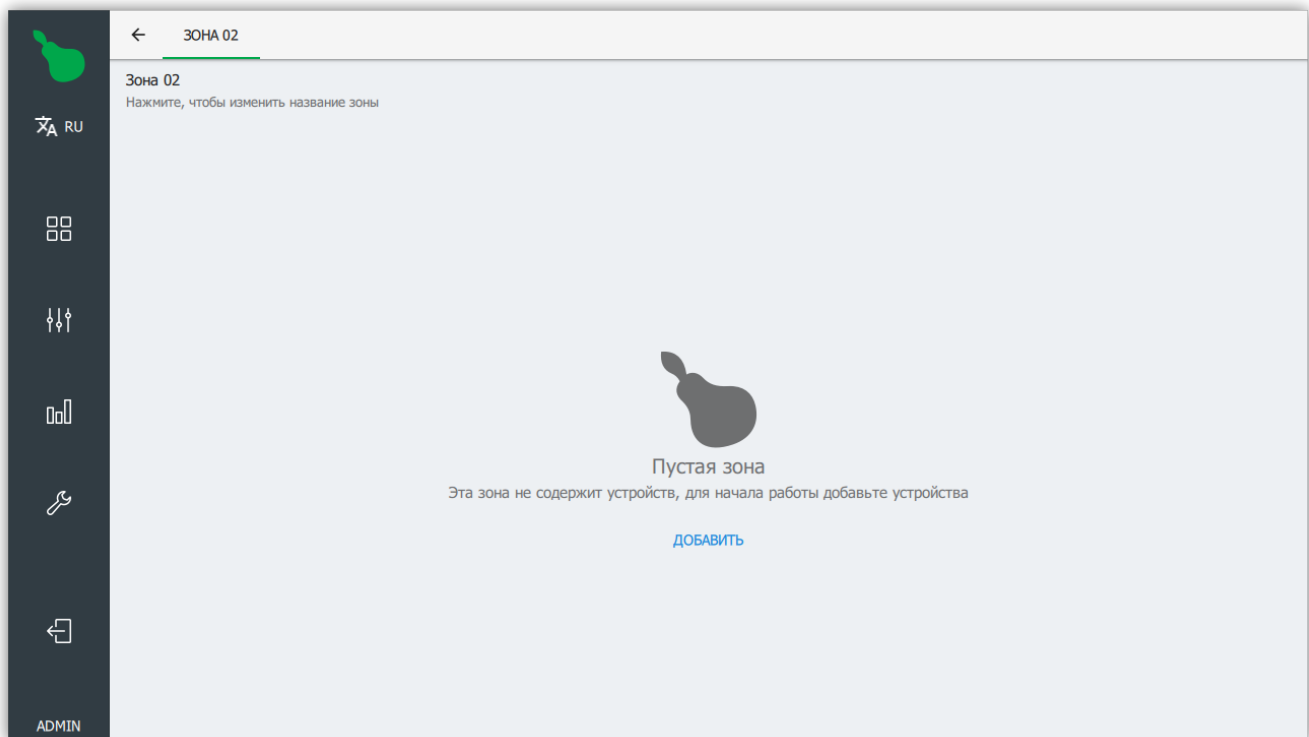 ЗОНА 02
Зона 02
Нажмите, чтобы изменить название зоны
RU
Пустая зона
Эта зона не содержит устройств, для начала работы добавьте устройства
ДОБАВИТЬ
ADMIN